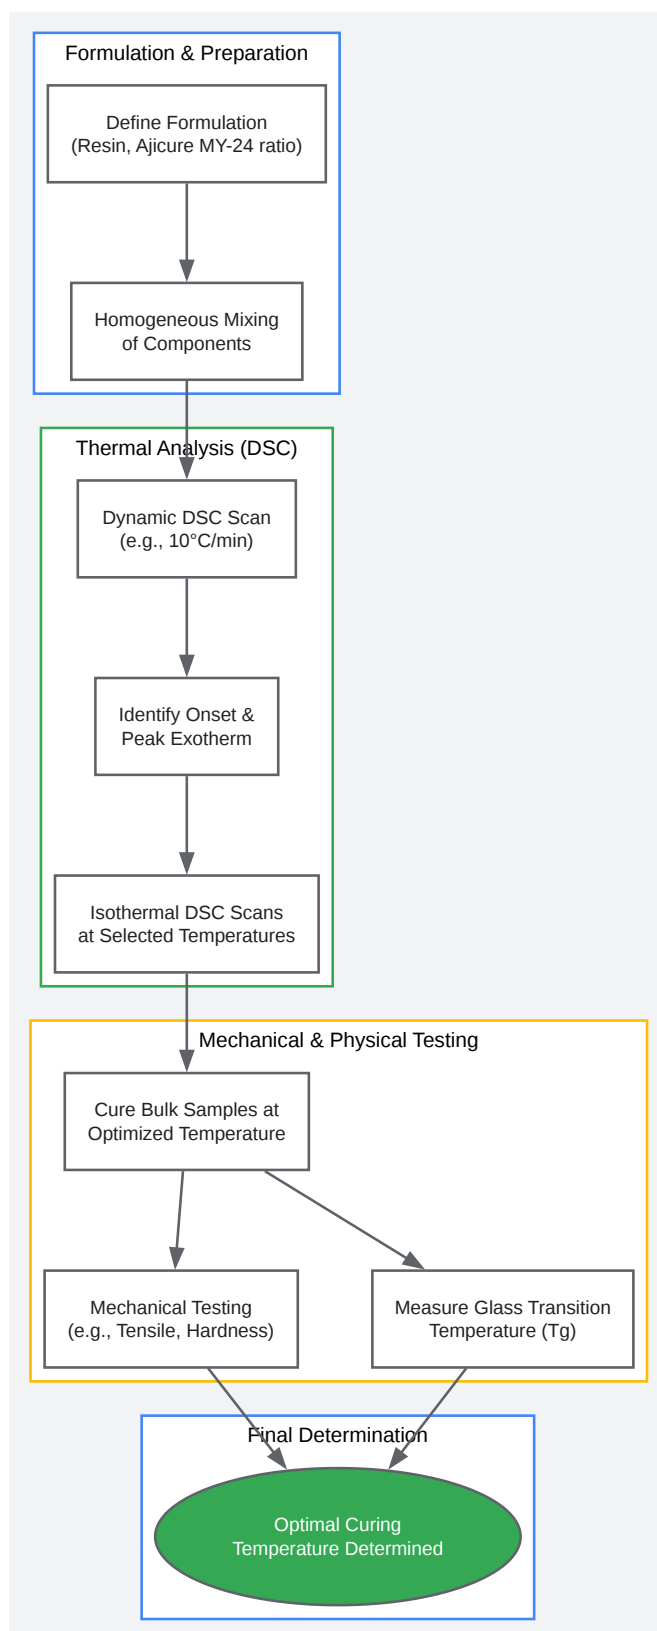 Formulation & Preparation
Define Formulation
(Resin, Ajicure MY-24 ratio)
Homogeneous Mixing
of Components
Thermal Analysis (DSC)
Dynamic DSC Scan
(e.g., 10°C/min)
Identify Onset &
Peak Exotherm
Isothermal DSC Scans
at Selected Temperatures
Mechanical & Physical Testing
Cure Bulk Samples at
Optimized Temperature
Mechanical Testing
(e.g., Tensile, Hardness)
Measure Glass Transition
Temperature (Tg)
Final Determination
Optimal Curing
Temperature Determined